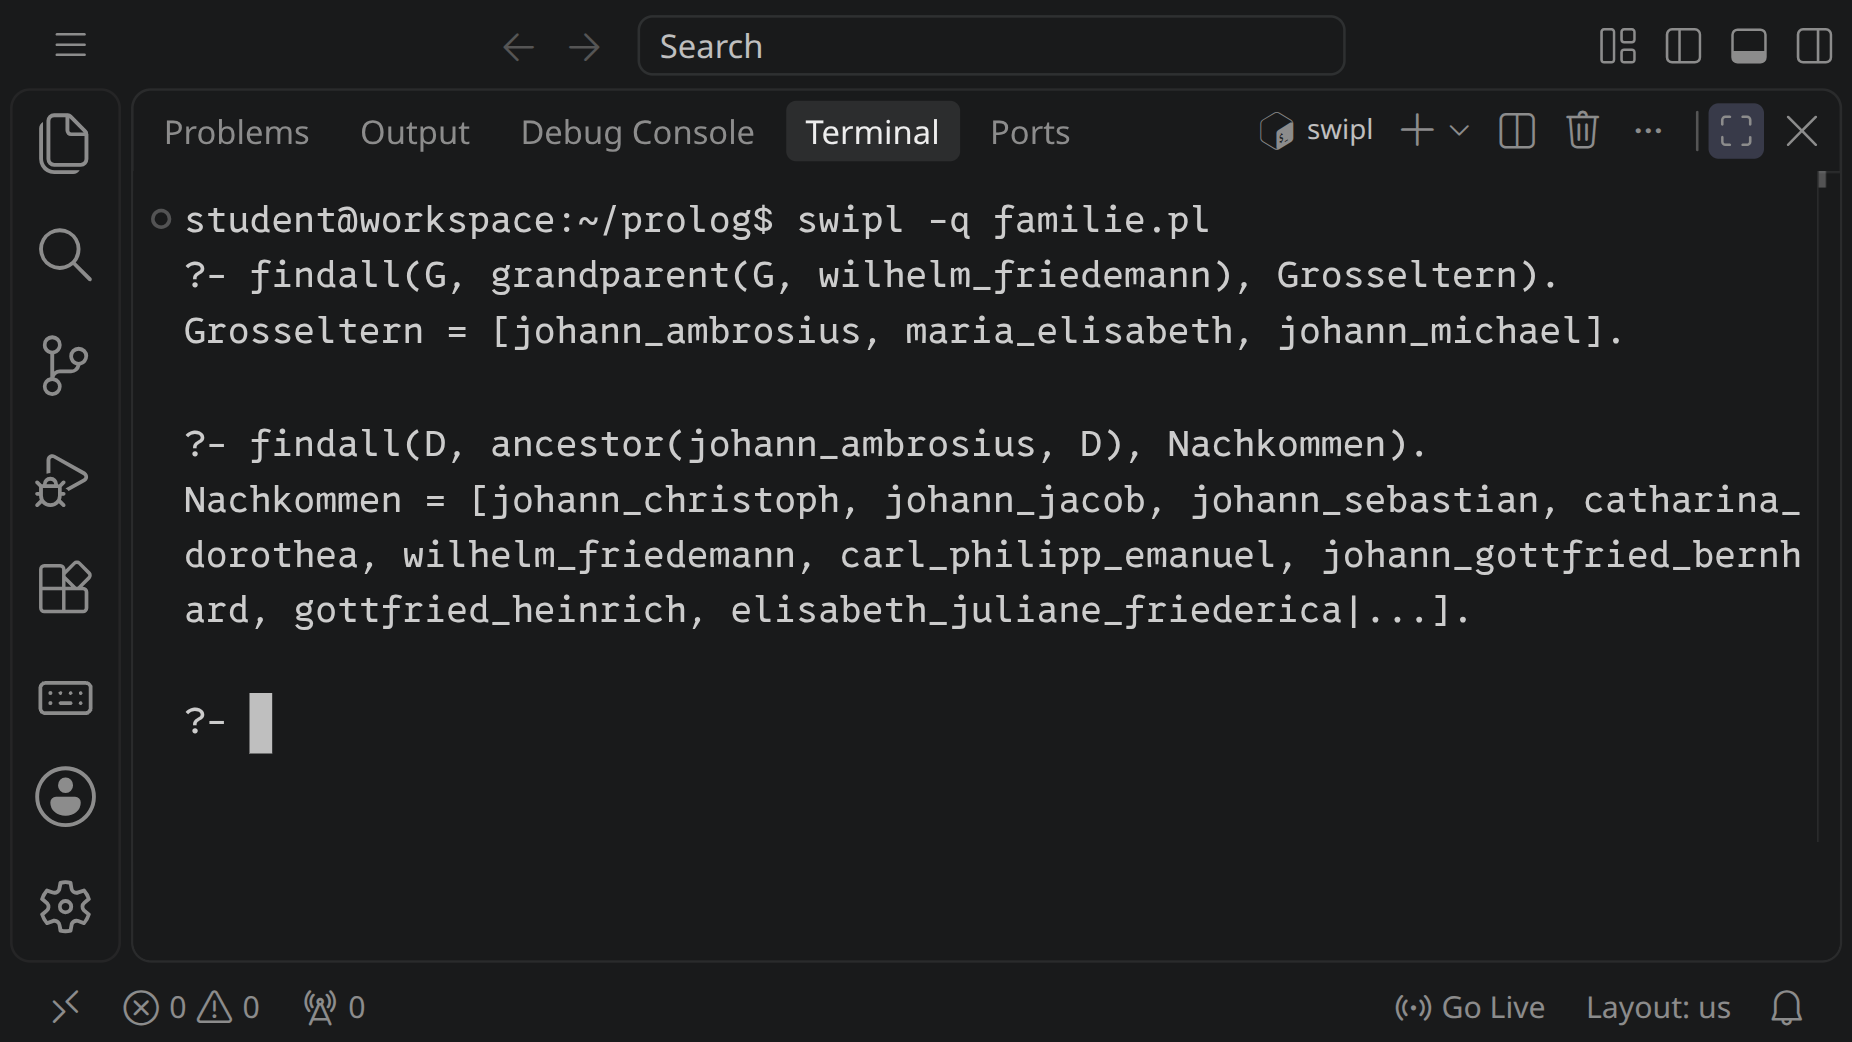 Search
Problems Output Debug Console Terminal Ports swipl
student@workspace:~/prolog$ swipl -q familie.pl
?- findall(G, grandparent(G, wilhelm_friedemann), Grosseltern).
Grosseltern = [johann_ambrosius, maria_elisabeth, johann_michael].
?- findall(D, ancestor(johann_ambrosius, D), Nachkommen).
Nachkommen = [johann_christoph, johann_jacob, johann_sebastian, catharina_
dorothea, wilhelm_friedemann, carl_philipp_emanuel, johann_gottfried_bernh
ard, gottfried_heinrich, elisabeth_juliane_friederica|...].
?-
0 0 0 Go Live Layout: us